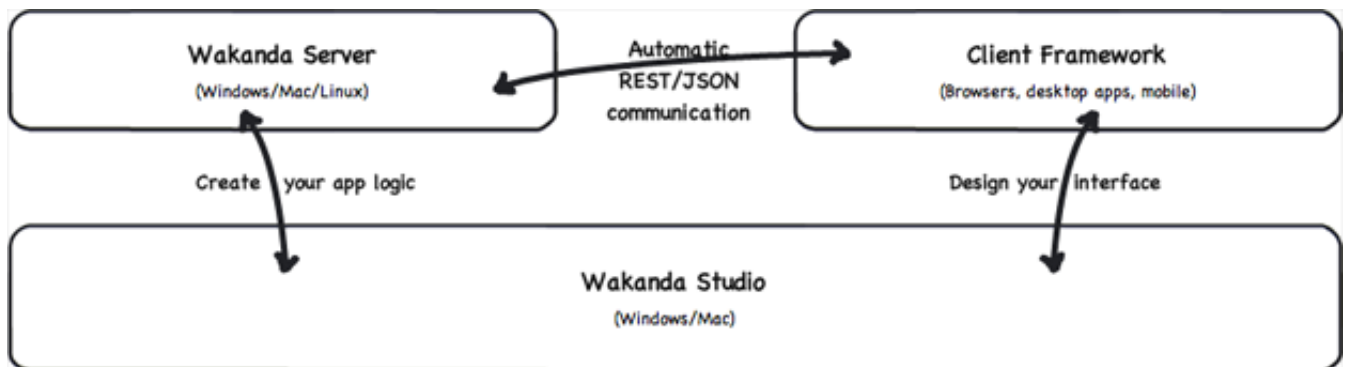 Wakanda Server
(Windows/Mac/Linux)
Automatic
REST/JSON
communication
Client Framework
(Browsers, desktop apps, mobile)
Create your app logic
Design your interface
Wakanda Studio
(Windows/Mac)